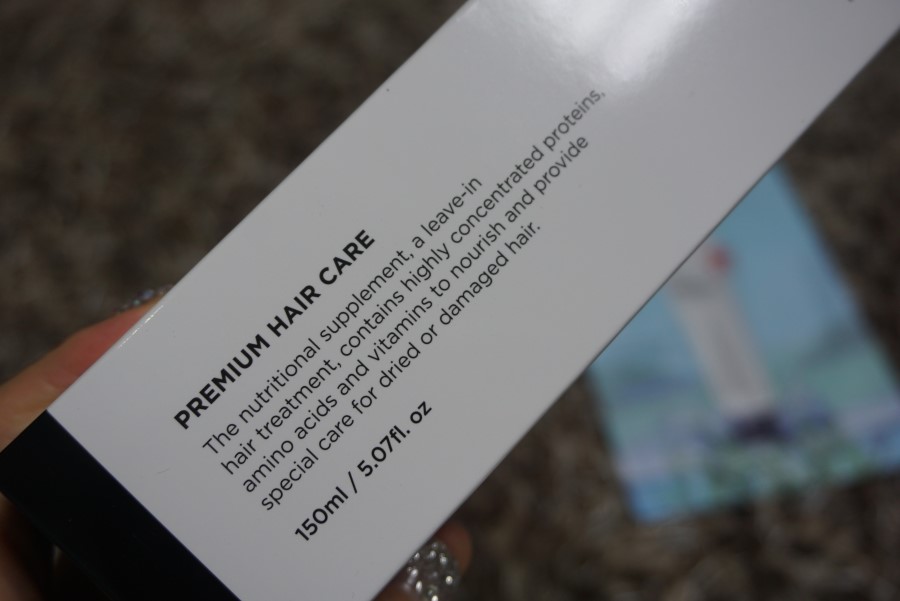 PREMIUM HAIR CARE
The nutritional supplement, a leave-in
hair treatment, contains highly concentrated proteins,
amino acids and vitamins to nourish and provide
special care for dried or damaged hair.
150ml / 5.07fl. oz